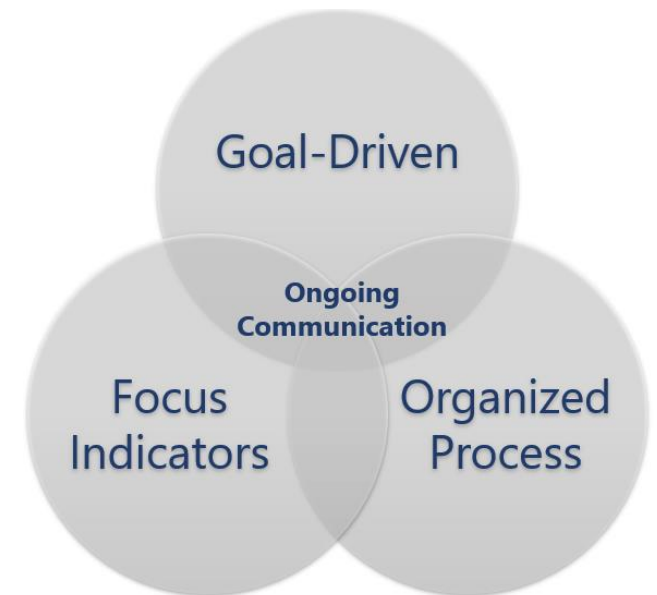 Goal-Driven
Ongoing
Communication
Focus
Indicators
Organized
Process